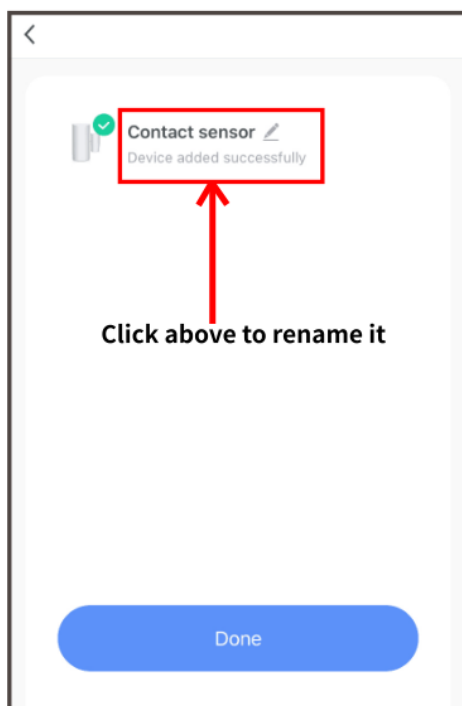 Contact sensor
Device added successfully
Click above to rename it
Done